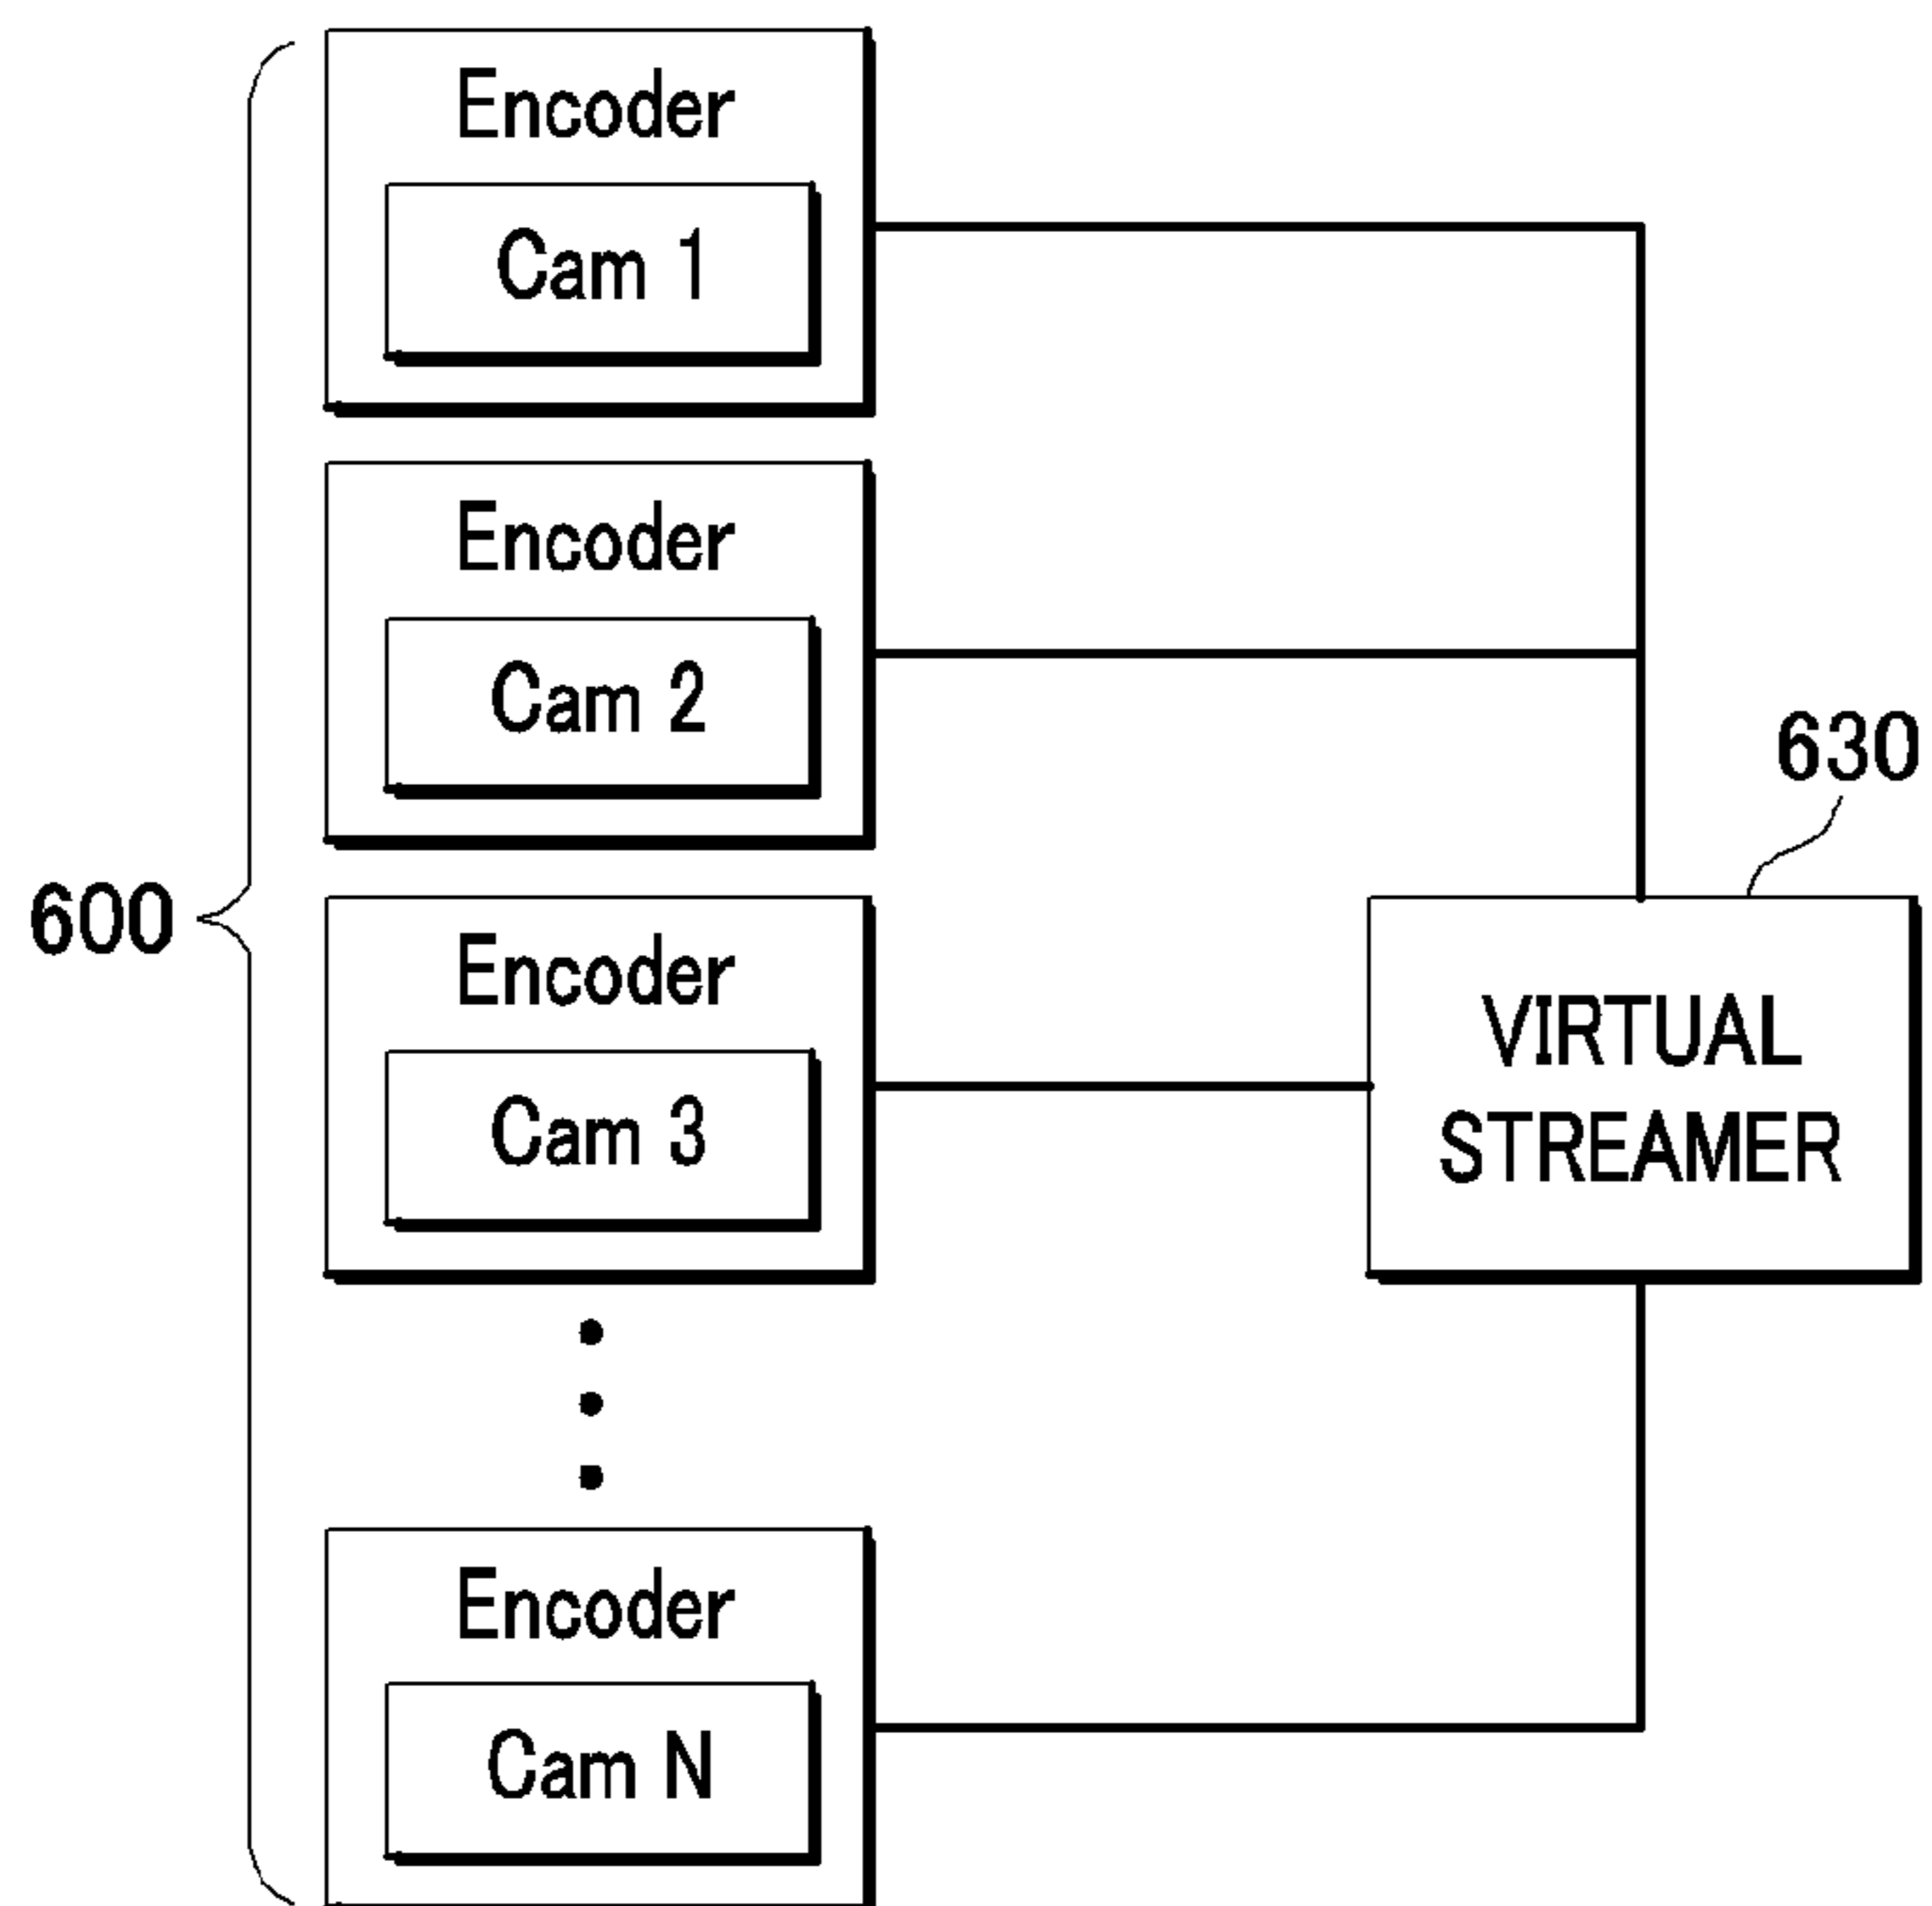 Encoder
Cam 1
Encoder
Cam 2
630
600
Encoder
Cam 3
VIRTUAL
STREAMER
Encoder
Cam N